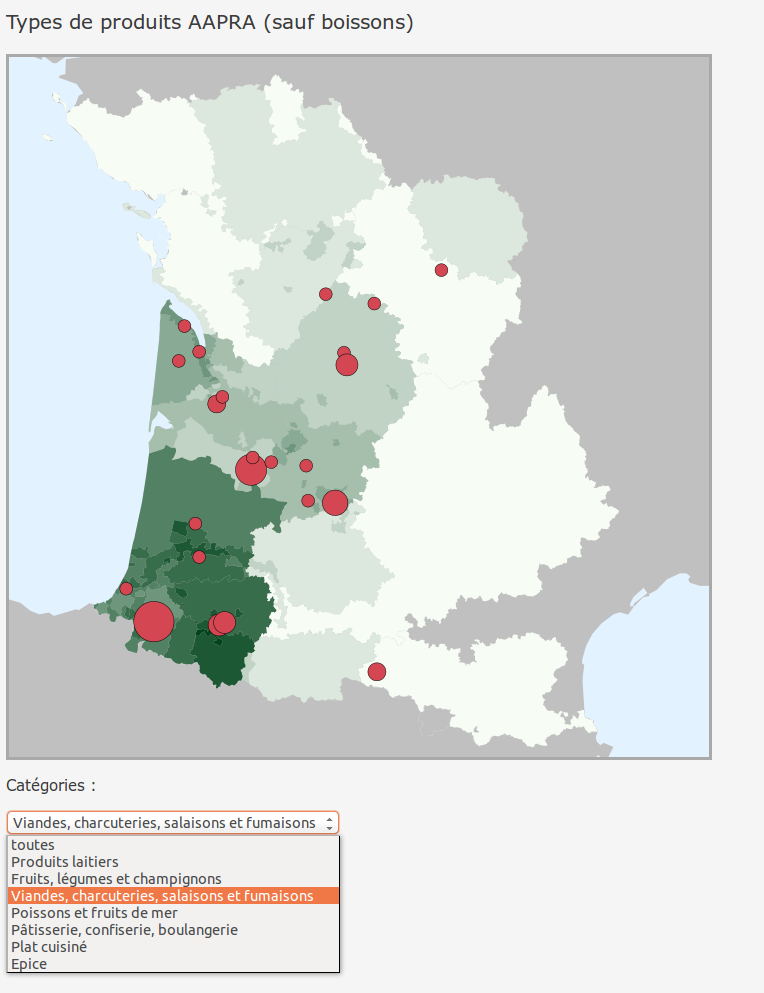 Types de produits AAPRA (sauf boissons)
Catégories :
Viandes, charcuteries, salaisons et fumaisons
toutes
Produits laitiers
Fruits, légumes et champignons
Viandes, charcuteries, salaisons et fumaisons
Poissons et fruits de mer
Pâtisserie, confiserie, boulangerie
Plat cuisiné
Epice